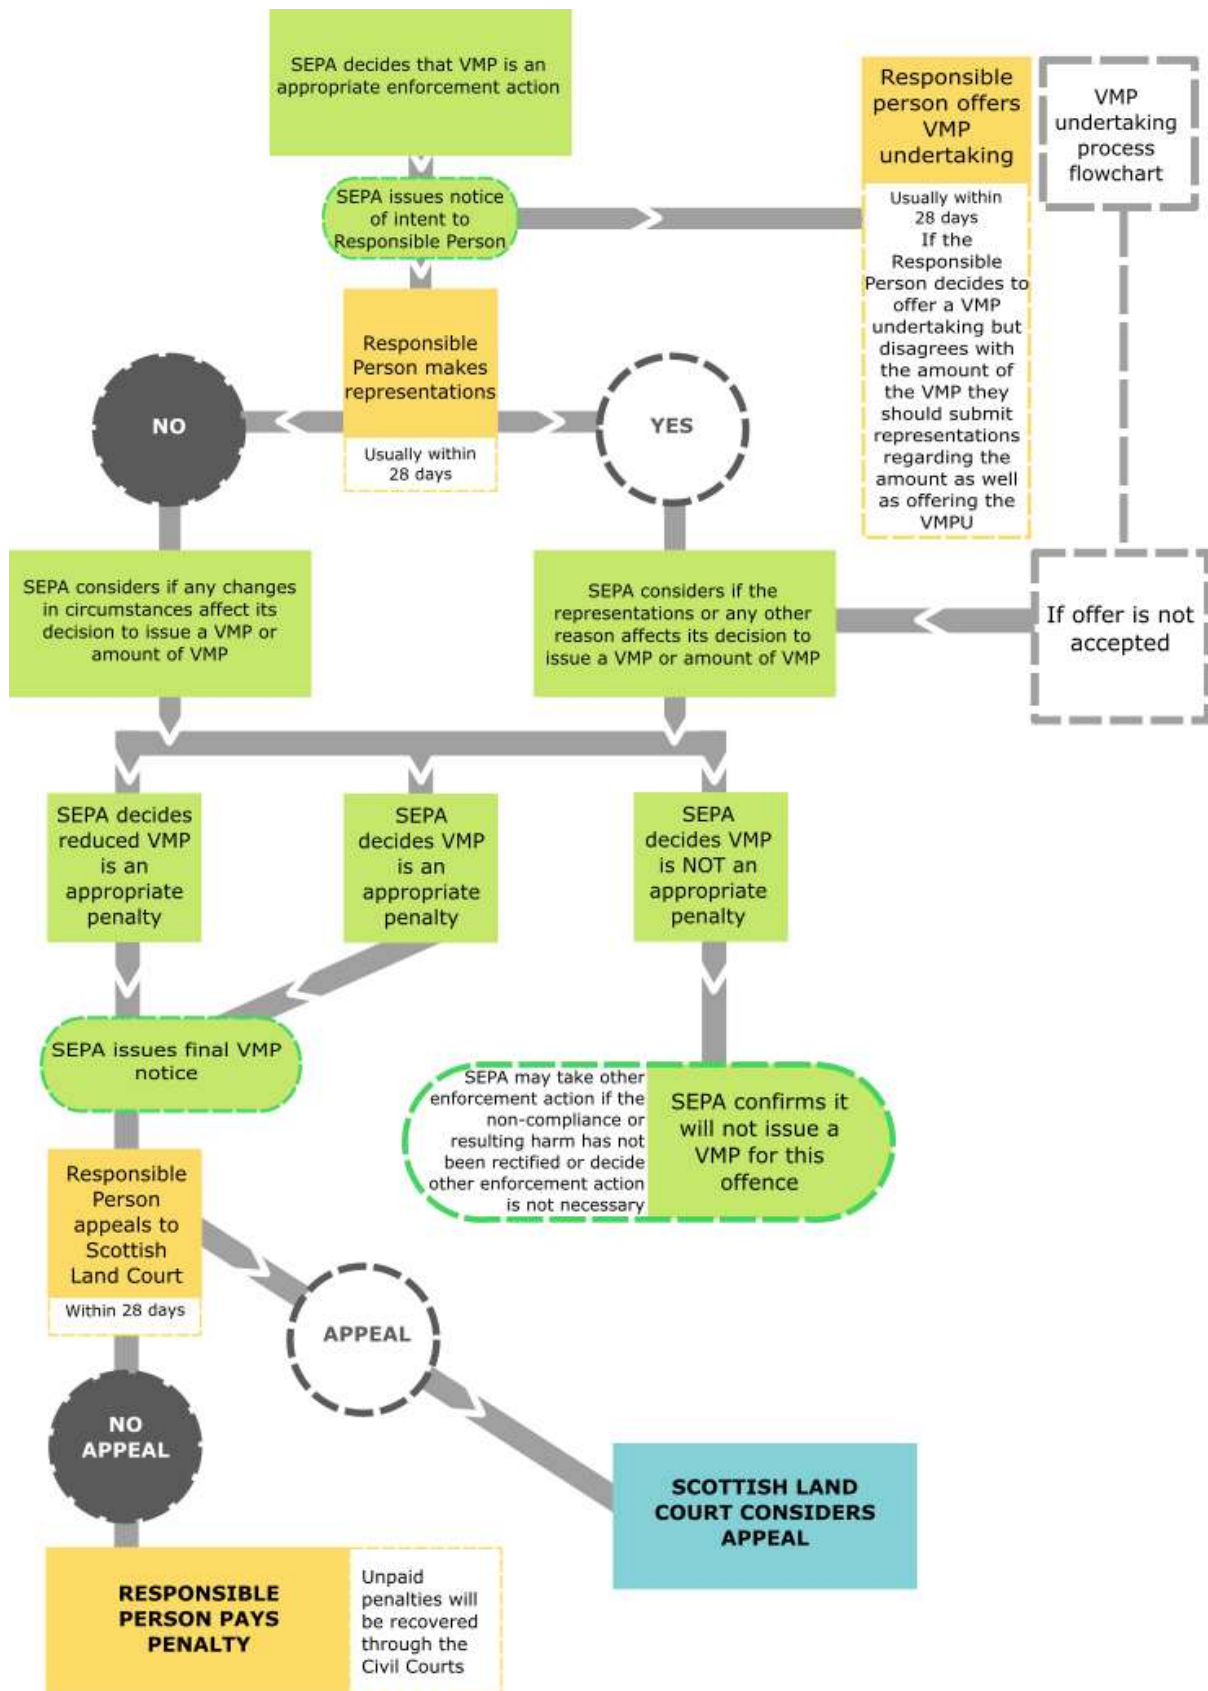 SEPA decides that VMP is an
appropriate enforcement action
Responsible
person offers
VMP
undertaking
Usually within
28 days
If the
Responsible
Person decides to
offer a VMP
undertaking but
disagrees with
the amount of
the VMP they
should submit
representations
regarding the
amount as well
as offering the
VMPU
VMP
undertaking
process
flowchart
SEPA issues notice
of intent to
Responsible Person
Responsible
Person makes
representations
Usually within
28 days
NO
YES
SEPA considers if any changes
in circumstances affect its
decision to issue a VMP or
amount of VMP
SEPA considers if the
representations or any other
reason affects its decision to
issue a VMP or amount of VMP
If offer is not
accepted
SEPA decides
reduced VMP
is an
appropriate
penalty
SEPA
decides VMP
is an
appropriate
penalty
SEPA
decides VMP
is NOT an
appropriate
penalty
SEPA issues final VMP
notice
SEPA may take other
enforcement action if the
non-compliance or
resulting harm has not
been rectified or decide
other enforcement action
is not necessary
SEPA confirms it
will not issue a
VMP for this
offence
Responsible
Person
appeals to
Scottish
Land Court
Within 28 days
APPEAL
NO
APPEAL
SCOTTISH LAND
COURT CONSIDERS
APPEAL
RESPONSIBLE
PERSON PAYS
PENALTY
Unpaid
penalties will
be recovered
through the
Civil Courts